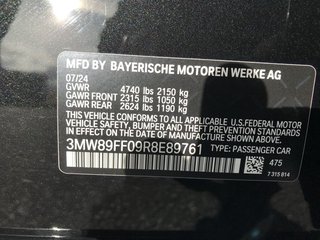 MFD BY BAYERISCHE MOTOREN WERKE AG
07/24
GVWR 4740 lbs 2150 kg
GAWR FRONT 2315 lbs 1050 kg
GAWR REAR 2624 lbs 1190 kg
THIS VEHICLE CONFORMS TO ALL APPLICABLE U.S.FEDERAL MOTOR
VEHICLE SAFETY, BUMPER, AND THEFT PREVENTION STANDARDS
IN EFFECT ON THE DATE OF MANUFACTURE SHOWN ABOVE.
3MW89FF09R8E89761 TYPE: PASSENGER CAR
475
7 315 814